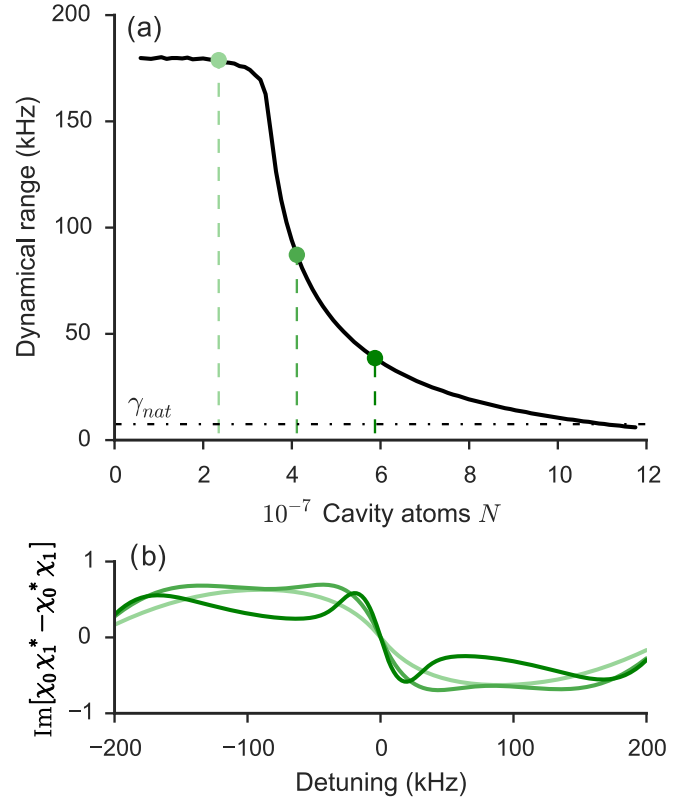 (a)
Dynamical range (kHz)
200
150
100
50
0
γnat
0 2 4 6 8 10 12
10⁻⁷ Cavity atoms N
(b)
Im[χ₀χ₁* − χ₀*χ₁]
1
0
−1
−200 −100 0 100 200
Detuning (kHz)